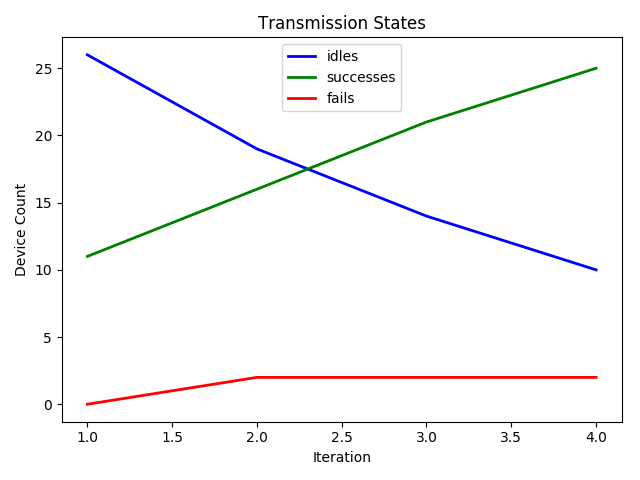 Transmission States
idles
successes
fails
Device Count
25
20
15
10
5
0
1.0 1.5 2.0 2.5 3.0 3.5 4.0
Iteration